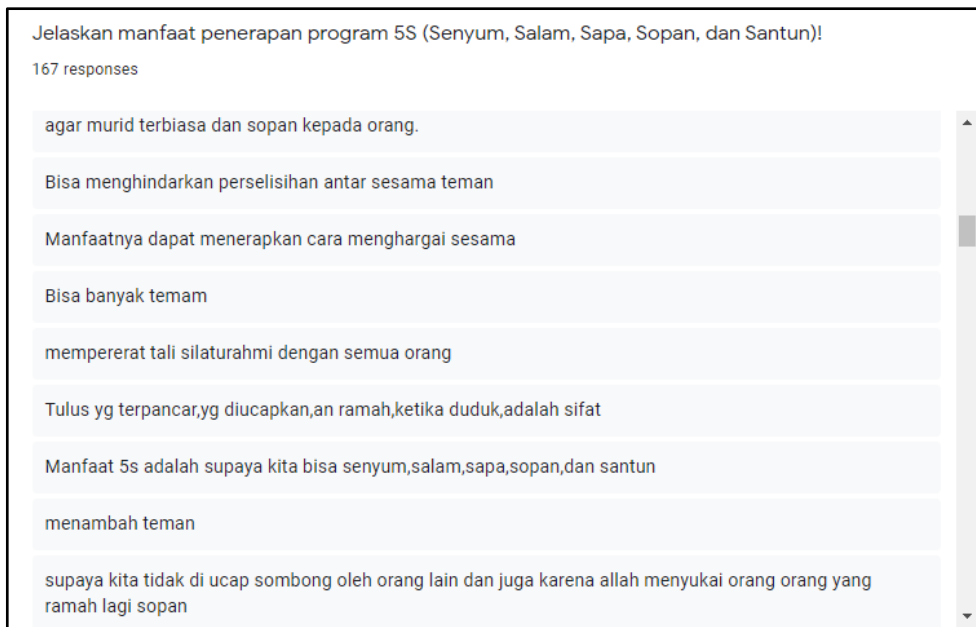 Jelaskan manfaat penerapan program 5S (Senyum, Salam, Sapa, Sopan, dan Santun)!
167 responses
agar murid terbiasa dan sopan kepada orang.
Bisa menghindarkan perselisihan antar sesama teman
Manfaatnya dapat menerapkan cara menghargai sesama
Bisa banyak temam
mempererat tali silaturahmi dengan semua orang
Tulus yg terpancar,yg diucapkan,an ramah,ketika duduk,adalah sifat
Manfaat 5s adalah supaya kita bisa senyum,salam,sapa,sopan,dan santun
menambah teman
supaya kita tidak di ucap sombong oleh orang lain dan juga karena allah menyukai orang orang yang
ramah lagi sopan